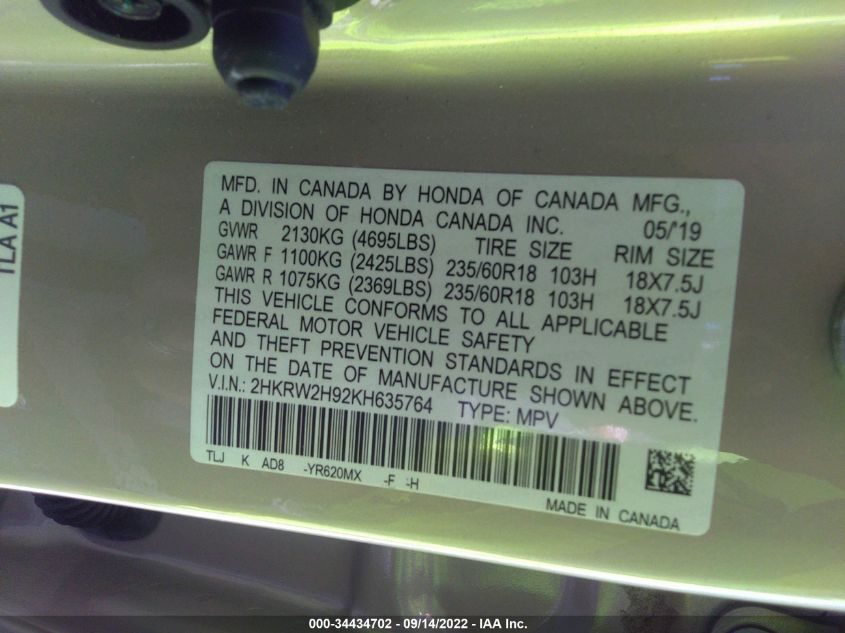 TLA A1
MFD. IN CANADA BY HONDA OF CANADA MFG.,
A DIVISION OF HONDA CANADA INC. 05/'19
GVWR 2130KG (4695LBS) TIRE SIZE RIM SIZE
GAWR F 1100KG (2425LBS) 235/60R18 103H 18X7.5J
GAWR R 1075KG (2369LBS) 235/60R18 103H 18X7.5J
THIS VEHICLE CONFORMS TO ALL APPLICABLE
FEDERAL MOTOR VEHICLE SAFETY
AND THEFT PREVENTION STANDARDS IN EFFECT
ON THE DATE OF MANUFACTURE SHOWN ABOVE.
V.I.N.: 2HKRW2H92KH635764 TYPE: MPV
TLJ K AD8 -YR620MX -F -H
MADE IN CANADA
000-34434702 - 09/14/2022 - IAA Inc.